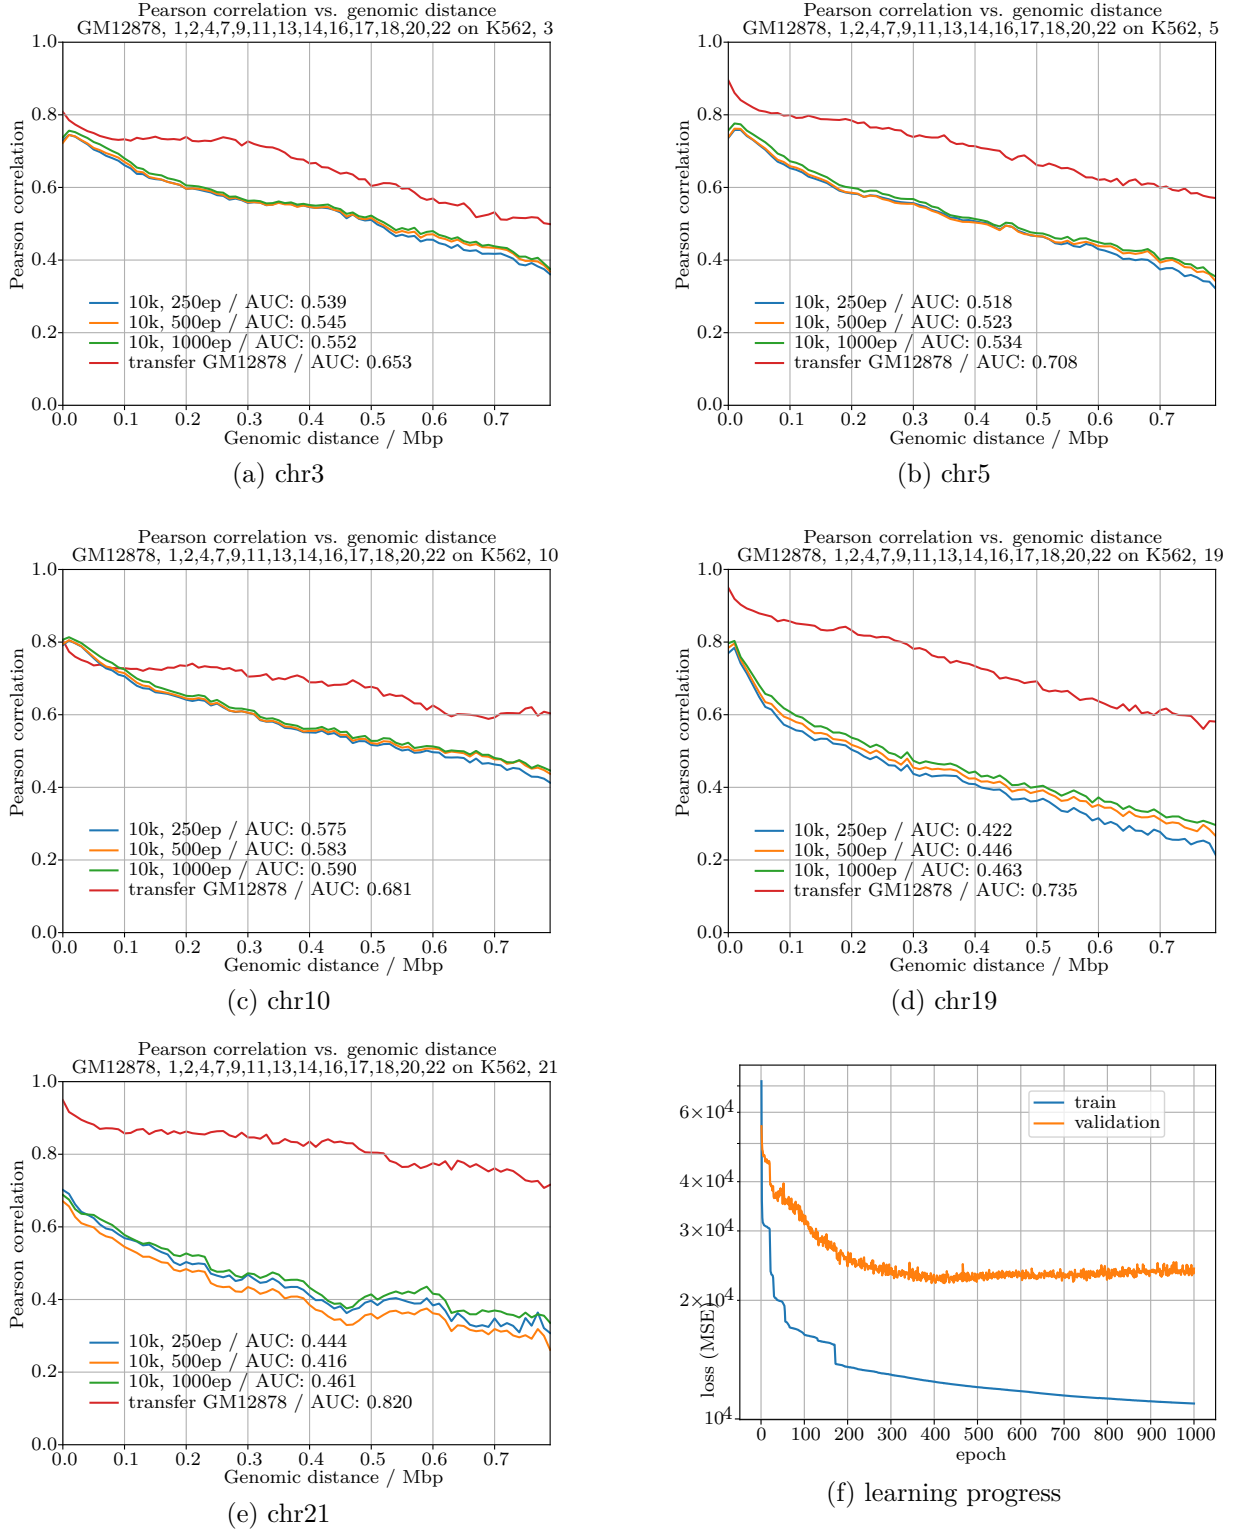 Pearson correlation vs. genomic distance
GM12878, 1,2,4,7,9,11,13,14,16,17,18,20,22 on K562, 3
1.0
0.8
0.6
0.4
0.2
0.0
Pearson correlation
10k, 250ep / AUC: 0.539
10k, 500ep / AUC: 0.545
10k, 1000ep / AUC: 0.552
transfer GM12878 / AUC: 0.653
0.0 0.1 0.2 0.3 0.4 0.5 0.6 0.7
Genomic distance / Mbp
(a) chr3
Pearson correlation vs. genomic distance
GM12878, 1,2,4,7,9,11,13,14,16,17,18,20,22 on K562, 5
1.0
0.8
0.6
0.4
0.2
0.0
Pearson correlation
10k, 250ep / AUC: 0.518
10k, 500ep / AUC: 0.523
10k, 1000ep / AUC: 0.534
transfer GM12878 / AUC: 0.708
0.0 0.1 0.2 0.3 0.4 0.5 0.6 0.7
Genomic distance / Mbp
(b) chr5
Pearson correlation vs. genomic distance
GM12878, 1,2,4,7,9,11,13,14,16,17,18,20,22 on K562, 10
1.0
0.8
0.6
0.4
0.2
0.0
Pearson correlation
10k, 250ep / AUC: 0.575
10k, 500ep / AUC: 0.583
10k, 1000ep / AUC: 0.590
transfer GM12878 / AUC: 0.681
0.0 0.1 0.2 0.3 0.4 0.5 0.6 0.7
Genomic distance / Mbp
(c) chr10
Pearson correlation vs. genomic distance
GM12878, 1,2,4,7,9,11,13,14,16,17,18,20,22 on K562, 19
1.0
0.8
0.6
0.4
0.2
0.0
Pearson correlation
10k, 250ep / AUC: 0.422
10k, 500ep / AUC: 0.446
10k, 1000ep / AUC: 0.463
transfer GM12878 / AUC: 0.735
0.0 0.1 0.2 0.3 0.4 0.5 0.6 0.7
Genomic distance / Mbp
(d) chr19
Pearson correlation vs. genomic distance
GM12878, 1,2,4,7,9,11,13,14,16,17,18,20,22 on K562, 21
1.0
0.8
0.6
0.4
0.2
0.0
Pearson correlation
10k, 250ep / AUC: 0.444
10k, 500ep / AUC: 0.416
10k, 1000ep / AUC: 0.461
transfer GM12878 / AUC: 0.820
0.0 0.1 0.2 0.3 0.4 0.5 0.6 0.7
Genomic distance / Mbp
(e) chr21
train
validation
6×10⁴
4×10⁴
3×10⁴
2×10⁴
10⁴
loss (MSE)
0 100 200 300 400 500 600 700 800 900 1000
epoch
(f) learning progress